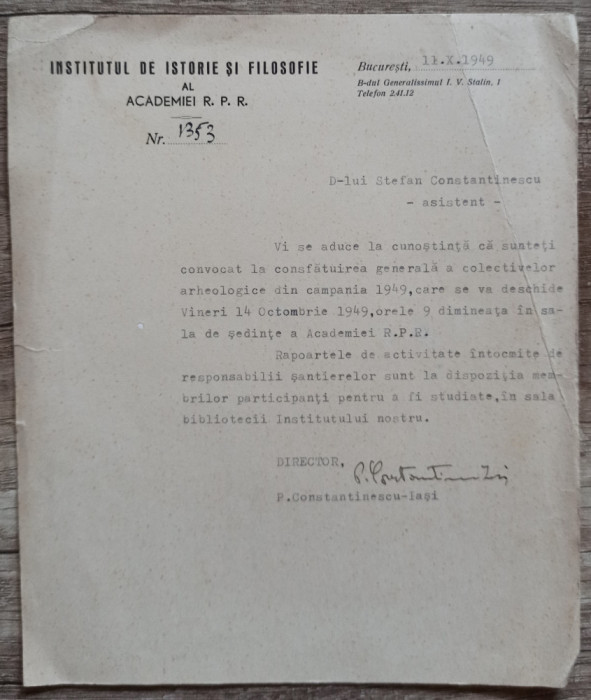 INSTITUTUL DE ISTORIE ȘI FILOSOFIE
AL
ACADEMIEI R. P. R.
Nr. 1353
București, 11.X.1949
B-dul Generalissimul I. V. Stalin, 1
Telefon 2.41.12
D-lui Stefan Constantinescu
- asistent -
Vi se aduce la cunoștință că sunteți
convocat la consfătuirea generală a colectivelor
arheologice din campania 1949,care se va deschide
Vineri 14 Octombrie 1949,orele 9 dimineața în sa-
la de ședințe a Academiei R.P.R.
Rapoartele de activitate întocmite de
responsabilii șantierelor sunt la dispoziția mem-
brilor participanți pentru a fi studiate,în sala
bibliotecii Institutului nostru.
DIRECTOR,
P. Constantinescu-Iași
P.Constantinescu-Iași